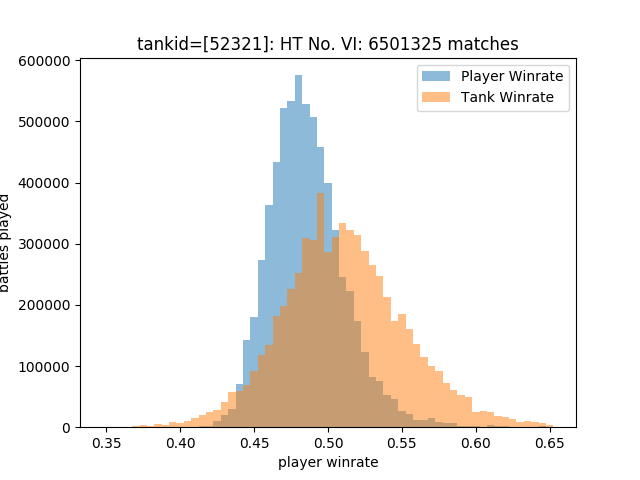 tankid=[52321]: HT No. VI: 6501325 matches
Player Winrate
Tank Winrate
600000
500000
400000
300000
200000
100000
0
battles played
0.35 0.40 0.45 0.50 0.55 0.60 0.65
player winrate